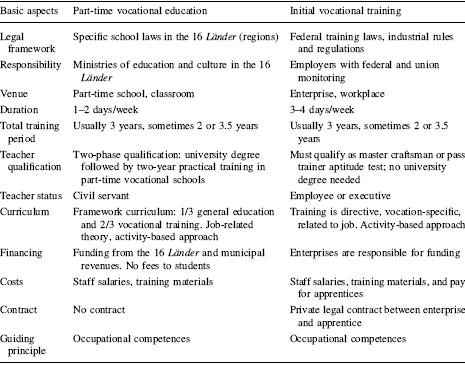 Basic aspects Part-time vocational education Initial vocational training
Legal Specific school laws in the 16 Länder (regions) Federal training laws, industrial rules
framework and regulations
Responsibility Ministries of education and culture in the 16 Employers with federal and union
Länder monitoring
Venue Part-time school, classroom Enterprise, workplace
Duration 1–2 days/week 3–4 days/week
Total training Usually 3 years, sometimes 2 or 3.5 years Usually 3 years, sometimes 2 or 3.5
period years
Teacher Two-phase qualification: university degree Must qualify as master craftsman or pass
qualification followed by two-year practical training in trainer aptitude test; no university
part-time vocational schools degree needed
Teacher status Civil servant Employee or executive
Curriculum Framework curriculum: 1/3 general education Training is directive, vocation-specific,
and 2/3 vocational training. Job-related related to job. Activity-based approach
theory, activity-based approach
Financing Funding from the 16 Länder and municipal Enterprises are responsible for funding
revenues. No fees to students
Costs Staff salaries, training materials Staff salaries, training materials, and pay
for apprentices
Contract No contract Private legal contract between enterprise
and apprentice
Guiding Occupational competences Occupational competences
principle